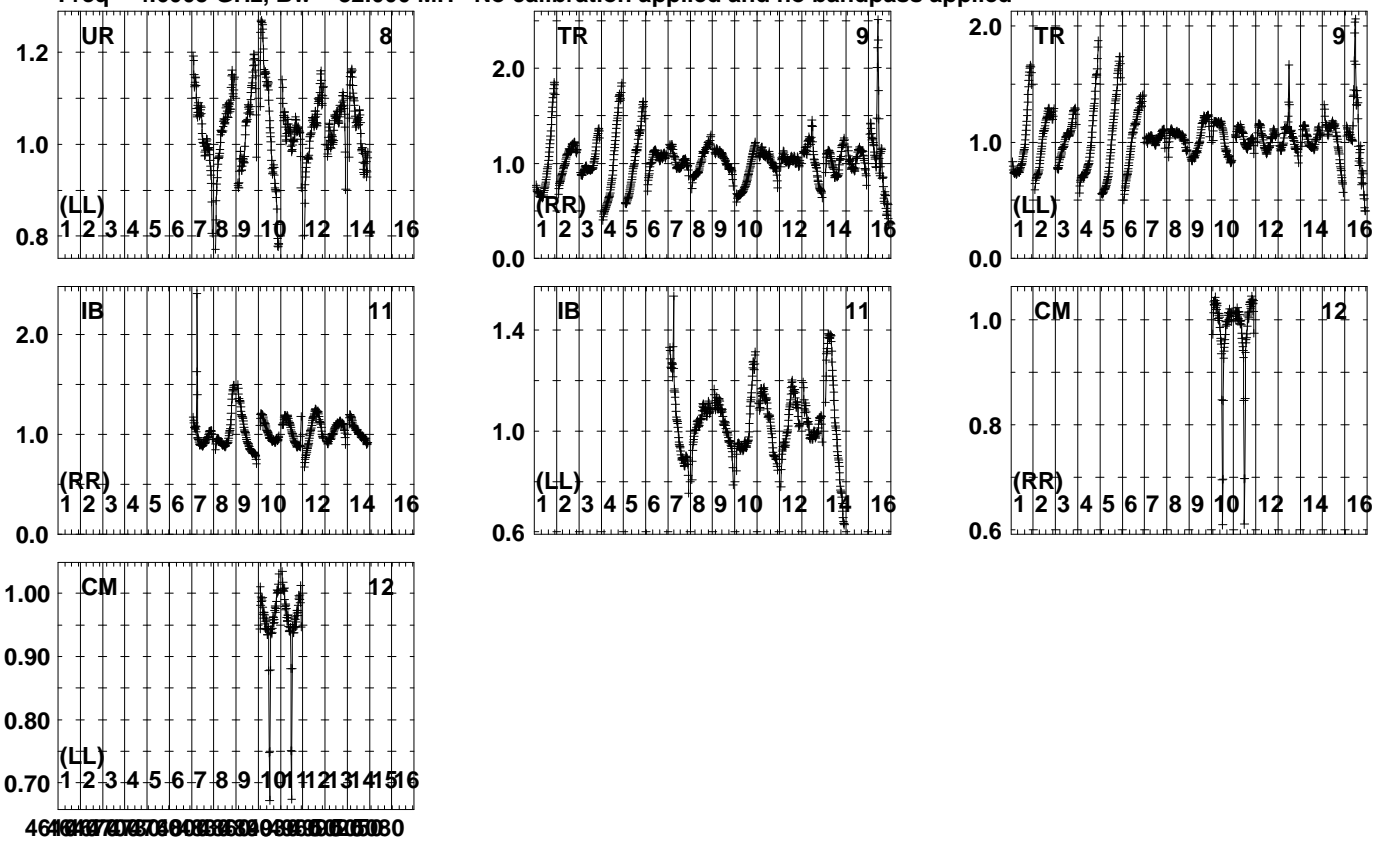 No calibration applied and no bandpass applied
UR 8
1.2
1.0
0.8
(LL)
1 2 3 4 5 6 7 8 9 10 12 14 16
TR 9
2.0
1.0
0.0
(RR)
1 2 3 4 5 6 7 8 9 10 12 14 16
TR 9
2.0
1.0
0.0
(LL)
1 2 3 4 5 6 7 8 9 10 12 14 16
IB 11
2.0
1.0
0.0
(RR)
1 2 3 4 5 6 7 8 9 10 12 14 16
IB 11
1.4
1.0
0.6
(LL)
1 2 3 4 5 6 7 8 9 10 12 14 16
CM 12
1.0
0.8
0.6
(RR)
1 2 3 4 5 6 7 8 9 10 12 14 16
CM 12
1.00
0.90
0.80
0.70
(LL)
1 2 3 4 5 6 7 8 9 10 11 12 13 14 15 16